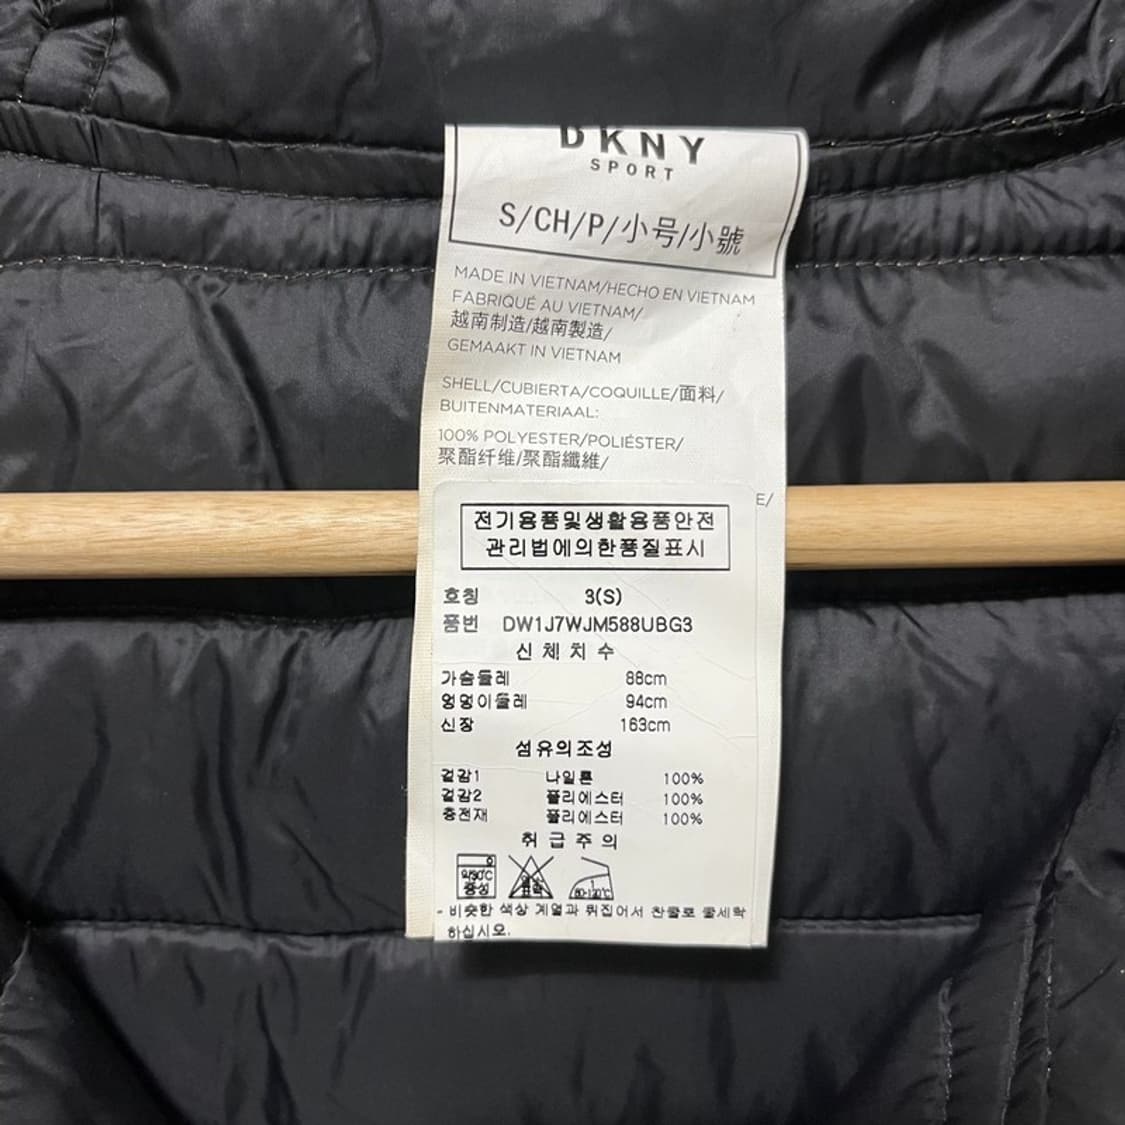 DKNY
SPORT
S/CH/P/小号/小號
MADE IN VIETNAM/HECHO EN VIETNAM
FABRIQUÉ AU VIETNAM/
越南制造/越南製造/
GEMAAKT IN VIETNAM
SHELL/CUBIERTA/COQUILLE/面料/
BUITENMATERIAAL:
100% POLYESTER/POLIÉSTER/
聚酯纤维/聚酯纖維/
E/
전기용품및생활용품안전
관리법에의한품질표시
호칭 3(S)
품번 DW1J7WJM588UBG3
신체치수
가슴둘레 88cm
엉덩이둘레 94cm
신장 163cm
섬유의조성
겉감1 나일론 100%
겉감2 폴리에스터 100%
충전재 폴리에스터 100%
취급주의
중성
80-120℃
- 비슷한 색상 계열과 뒤집어서 찬물로 물세탁
하십시오.